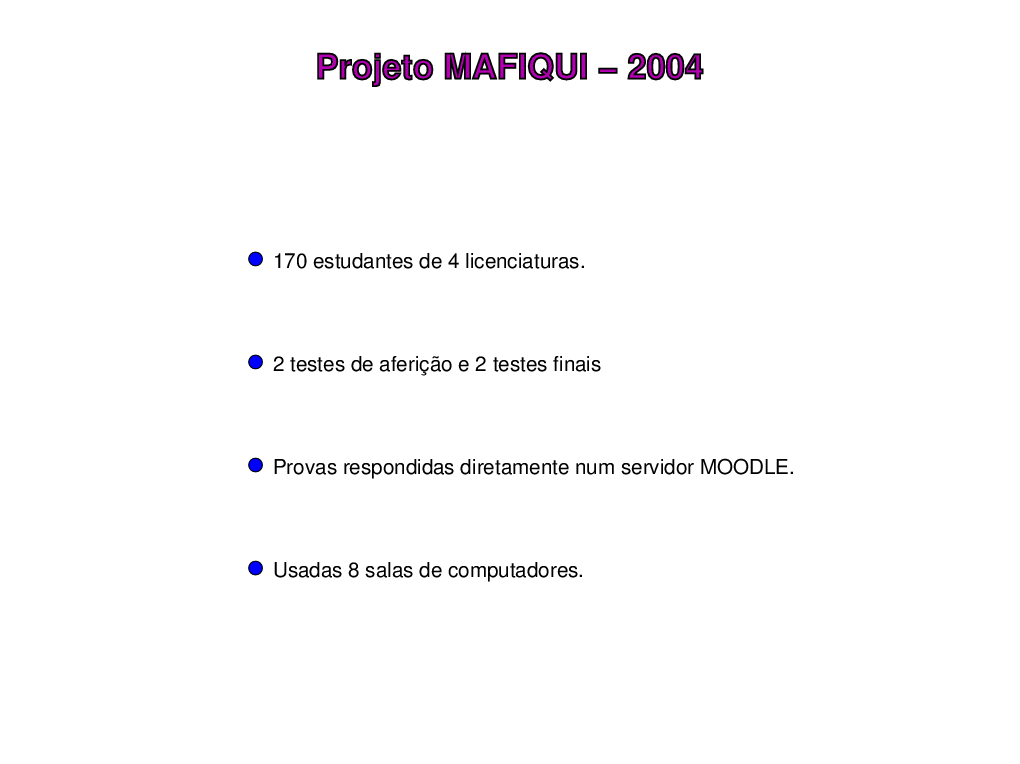 Projeto MAFIQUI – 2004
170 estudantes de 4 licenciaturas.
2 testes de aferição e 2 testes finais
Provas respondidas diretamente num servidor MOODLE.
Usadas 8 salas de computadores.